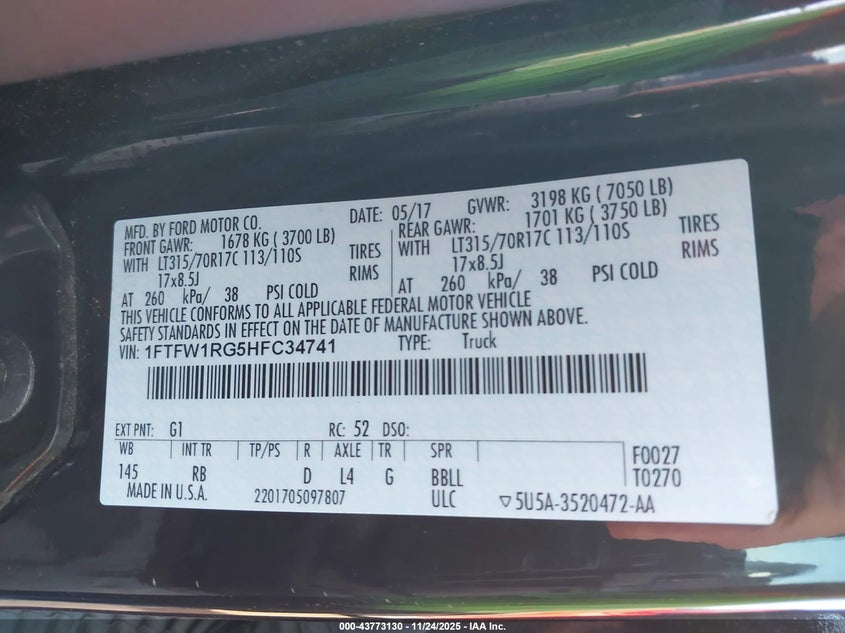 MFD. BY FORD MOTOR CO.
DATE: 05/17 GVWR: 3198 KG ( 7050 LB)
FRONT GAWR: 1678 KG ( 3700 LB)
WITH LT315/70R17C 113/110S TIRES
17x8.5J RIMS
AT 260 kPa/ 38 PSI COLD
REAR GAWR: 1701 KG ( 3750 LB)
WITH LT315/70R17C 113/110S TIRES
17x8.5J RIMS
AT 260 kPa/ 38 PSI COLD
THIS VEHICLE CONFORMS TO ALL APPLICABLE FEDERAL MOTOR VEHICLE
SAFETY STANDARDS IN EFFECT ON THE DATE OF MANUFACTURE SHOWN ABOVE.
VIN: 1FTFW1RG5HFC34741 TYPE: Truck
EXT PNT: G1 RC: 52 DSO:
WB INT TR TP/PS R AXLE TR SPR F0027
145 RB D L4 G BBLL T0270
MADE IN U.S.A. 2201705097807 ULC ▽5U5A-3520472-AA
000-43773130 - 11/24/2025 - IAA Inc.